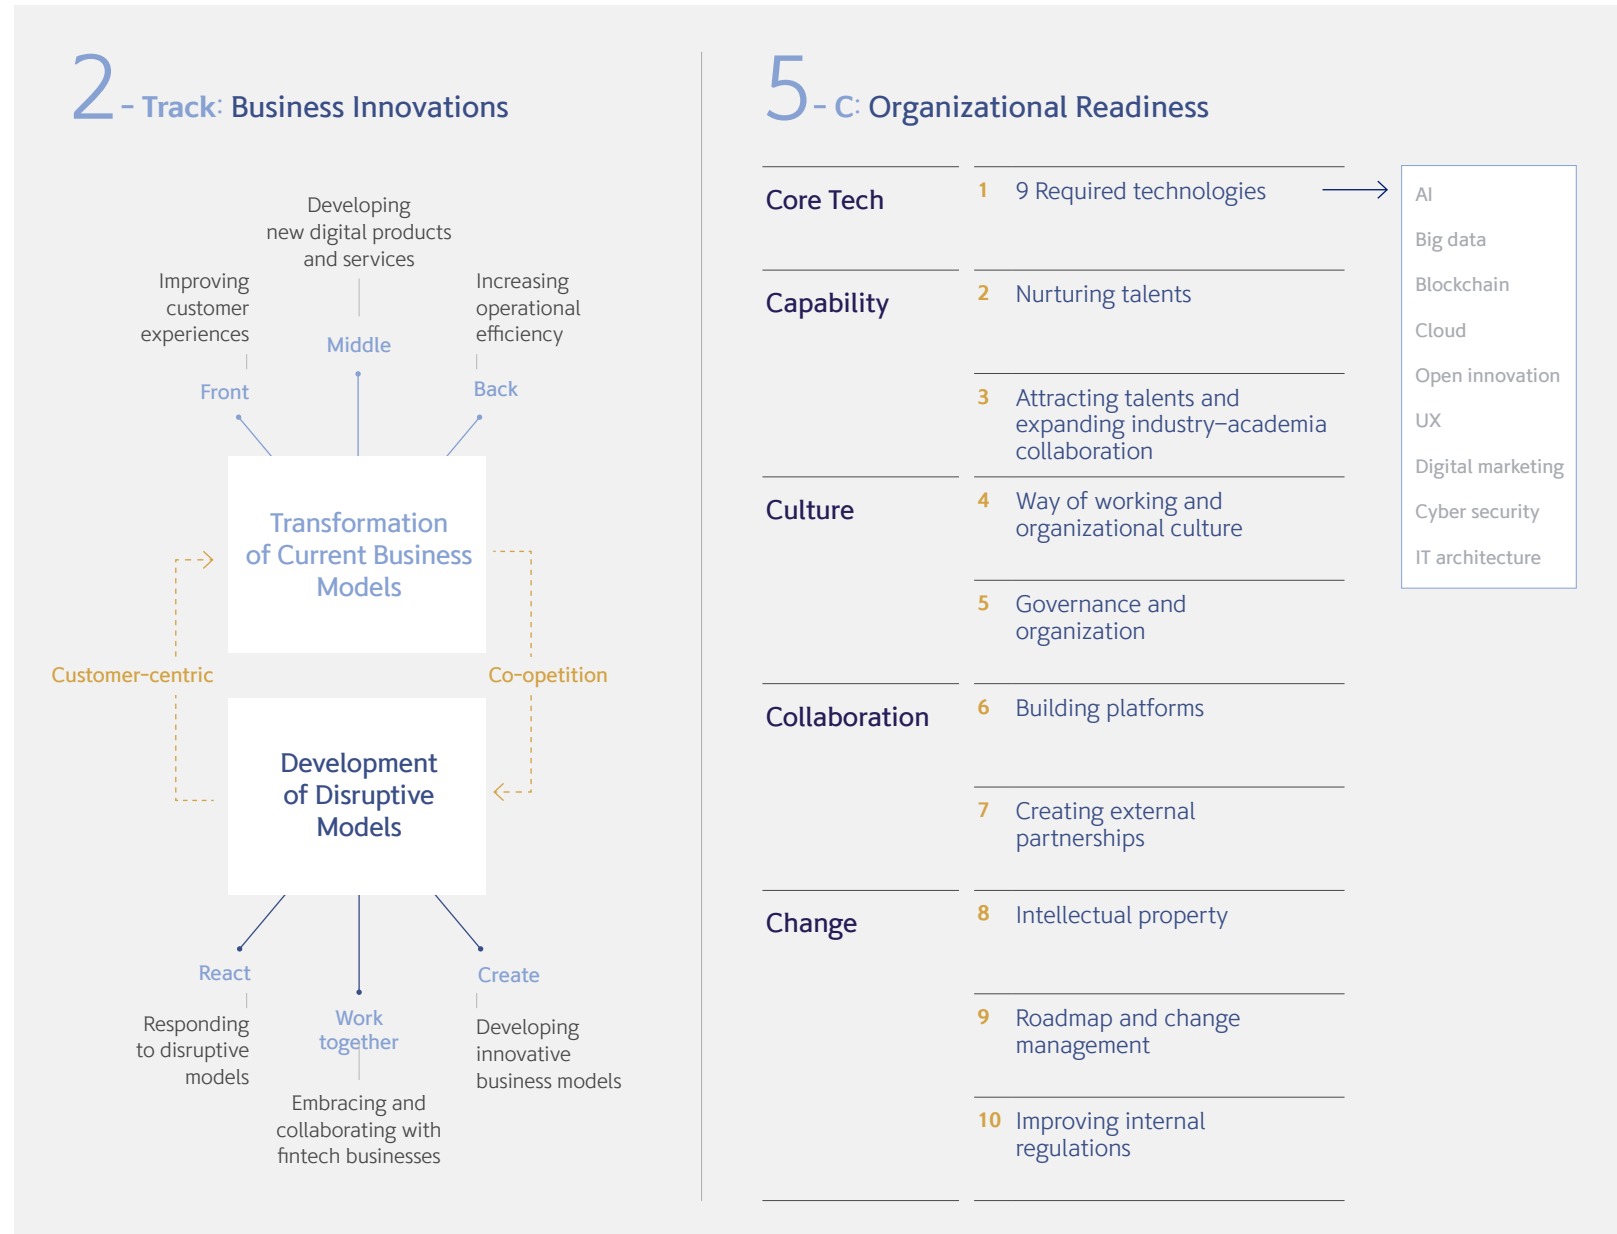 2- Track: Business Innovations
Developing
new digital products
and services
Improving
customer
experiences
Increasing
operational
efficiency
Front
Middle
Back
Transformation
of Current Business
Models
Customer-centric
Co-opetition
Development
of Disruptive
Models
React
Work
together
Create
Responding
to disruptive
models
Embracing and
collaborating with
fintech businesses
Developing
innovative
business models
5- C: Organizational Readiness
Core Tech
1 9 Required technologies
Capability
2 Nurturing talents
3 Attracting talents and
expanding industry-academia
collaboration
Culture
4 Way of working and
organizational culture
5 Governance and
organization
Collaboration
6 Building platforms
7 Creating external
partnerships
Change
8 Intellectual property
9 Roadmap and change
management
10 Improving internal
regulations
AI
Big data
Blockchain
Cloud
Open innovation
UX
Digital marketing
Cyber security
IT architecture